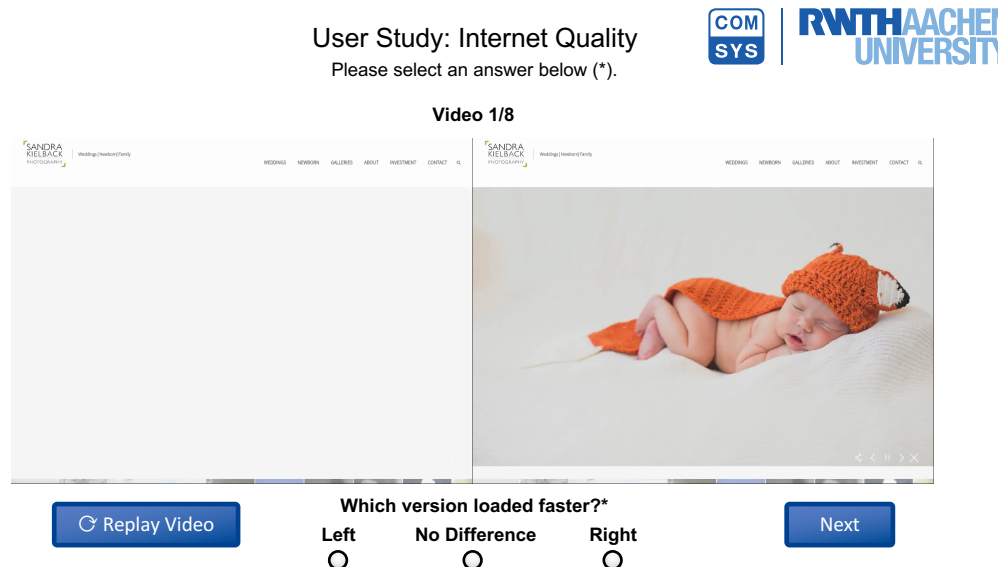 User Study: Internet Quality
Please select an answer below (*).
COM
SYS
RWTHAACHEN
UNIVERSITY
Video 1/8
SANDRA
KIELBACK
PHOTOGRAPHY
Weddings | Newborn | Family
WEDDINGS NEWBORN GALLERIES ABOUT INVESTMENT CONTACT
SANDRA
KIELBACK
PHOTOGRAPHY
Weddings | Newborn | Family
WEDDINGS NEWBORN GALLERIES ABOUT INVESTMENT CONTACT
Replay Video
Which version loaded faster?*
Left No Difference Right
Next